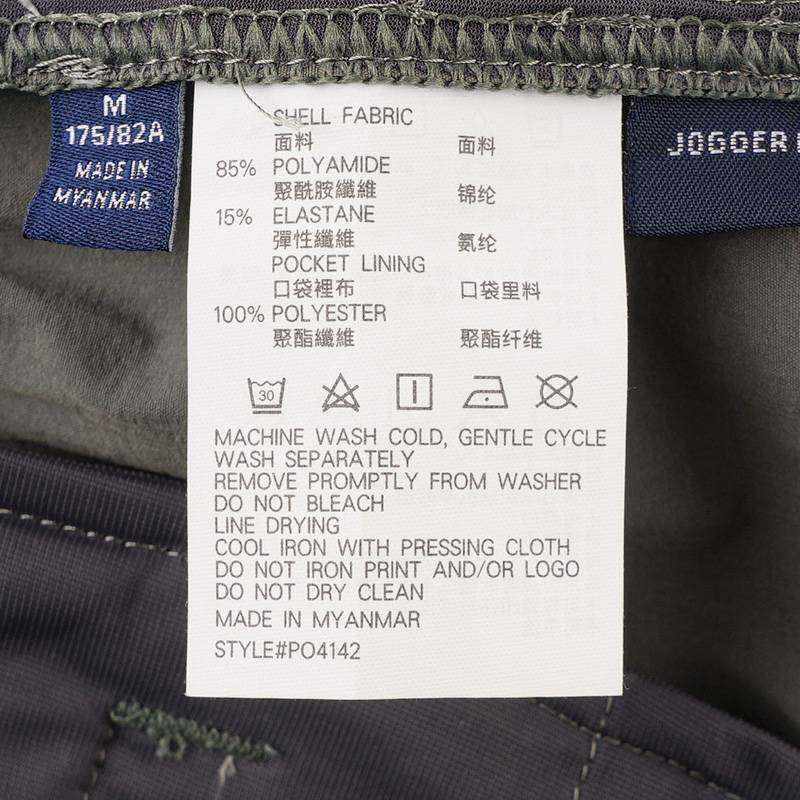 M
175/82A
MADE IN
MYANMAR
JOGGER
SHELL FABRIC
面料 面料
85% POLYAMIDE
聚酰胺纖維 锦纶
15% ELASTANE
彈性纖維 氨纶
POCKET LINING
口袋裡布 口袋里料
100% POLYESTER
聚酯纖維 聚酯纤维
30
MACHINE WASH COLD, GENTLE CYCLE
WASH SEPARATELY
REMOVE PROMPTLY FROM WASHER
DO NOT BLEACH
LINE DRYING
COOL IRON WITH PRESSING CLOTH
DO NOT IRON PRINT AND/OR LOGO
DO NOT DRY CLEAN
MADE IN MYANMAR
STYLE#PO4142